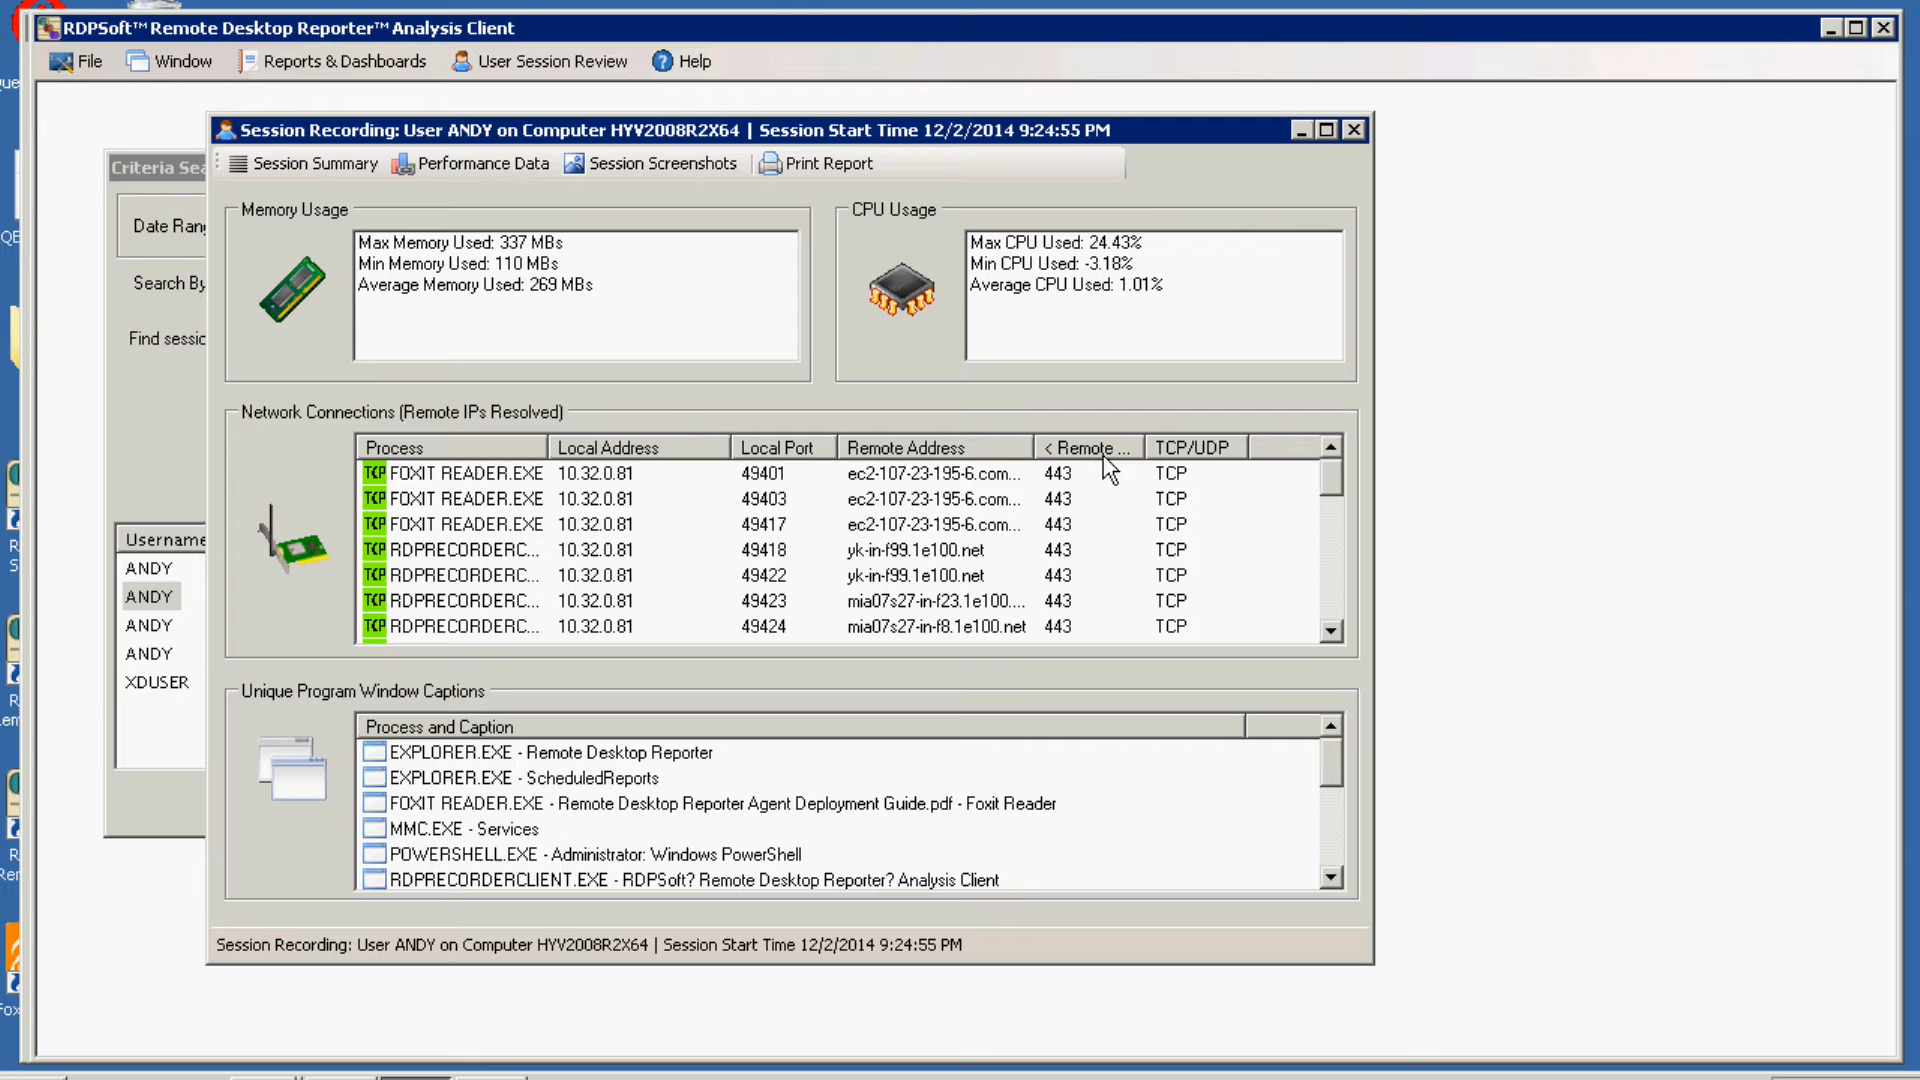 RDPSoft™ Remote Desktop Reporter™ Analysis Client
File Window Reports & Dashboards User Session Review Help
Session Recording: User ANDY on Computer HYV2008R2X64 | Session Start Time 12/2/2014 9:24:55 PM
Session Summary Performance Data Session Screenshots Print Report
Criteria Sea
Date Rang
Search By
Find sessio
Username
ANDY
ANDY
ANDY
ANDY
XDUSER
Memory Usage
Max Memory Used: 337 MBs
Min Memory Used: 110 MBs
Average Memory Used: 269 MBs
CPU Usage
Max CPU Used: 24.43%
Min CPU Used: -3.18%
Average CPU Used: 1.01%
Network Connections (Remote IPs Resolved)
Process Local Address Local Port Remote Address < Remote ... TCP/UDP
TCP FOXIT READER.EXE 10.32.0.81 49401 ec2-107-23-195-6.com... 443 TCP
TCP FOXIT READER.EXE 10.32.0.81 49403 ec2-107-23-195-6.com... 443 TCP
TCP FOXIT READER.EXE 10.32.0.81 49417 ec2-107-23-195-6.com... 443 TCP
TCP RDPRECORDERC... 10.32.0.81 49418 yk-in-f99.1e100.net 443 TCP
TCP RDPRECORDERC... 10.32.0.81 49422 yk-in-f99.1e100.net 443 TCP
TCP RDPRECORDERC... 10.32.0.81 49423 mia07s27-in-f23.1e100.... 443 TCP
TCP RDPRECORDERC... 10.32.0.81 49424 mia07s27-in-f8.1e100.net 443 TCP
Unique Program Window Captions
Process and Caption
EXPLORER.EXE - Remote Desktop Reporter
EXPLORER.EXE - ScheduledReports
FOXIT READER.EXE - Remote Desktop Reporter Agent Deployment Guide.pdf - Foxit Reader
MMC.EXE - Services
POWERSHELL.EXE - Administrator: Windows PowerShell
RDPRECORDERCLIENT.EXE - RDPSoft? Remote Desktop Reporter? Analysis Client
Session Recording: User ANDY on Computer HYV2008R2X64 | Session Start Time 12/2/2014 9:24:55 PM